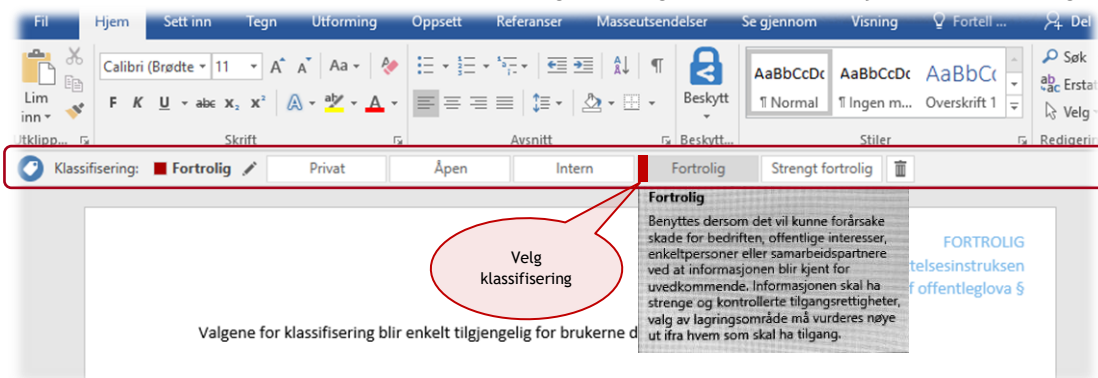 Fil Hjem Sett inn Tegn Utforming Oppsett Referanser Masseutsendelser Se gjennom Visning Fortell ... Del
Calibri (Brødte 11 A A Aa
Lim inn
F K U abc x₂ x² A A
Beskytt
AaBbCcDc AaBbCcDc AaBbC
¶ Normal ¶ Ingen m... Overskrift 1
Søk
Erstat
Velg
Utklipp... Skrift Avsnitt Beskytt... Stiler Redigerin
Klassifisering: Fortrolig Privat Åpen Intern Fortrolig Strengt fortrolig
Velg
klassifisering
Fortrolig
Benyttes dersom det vil kunne forårsake
skade for bedriften, offentlige interesser,
enkeltpersoner eller samarbeidspartnere
ved at informasjonen blir kjent for
uvedkommende. Informasjonen skal ha
strenge og kontrollerte tilgangsrettigheter,
valg av lagringsområde må vurderes nøye
ut ifra hvem som skal ha tilgang.
FORTROLIG
telsesinstruksen
f offentleglova §
Valgene for klassifisering blir enkelt tilgjengelig for brukerne d